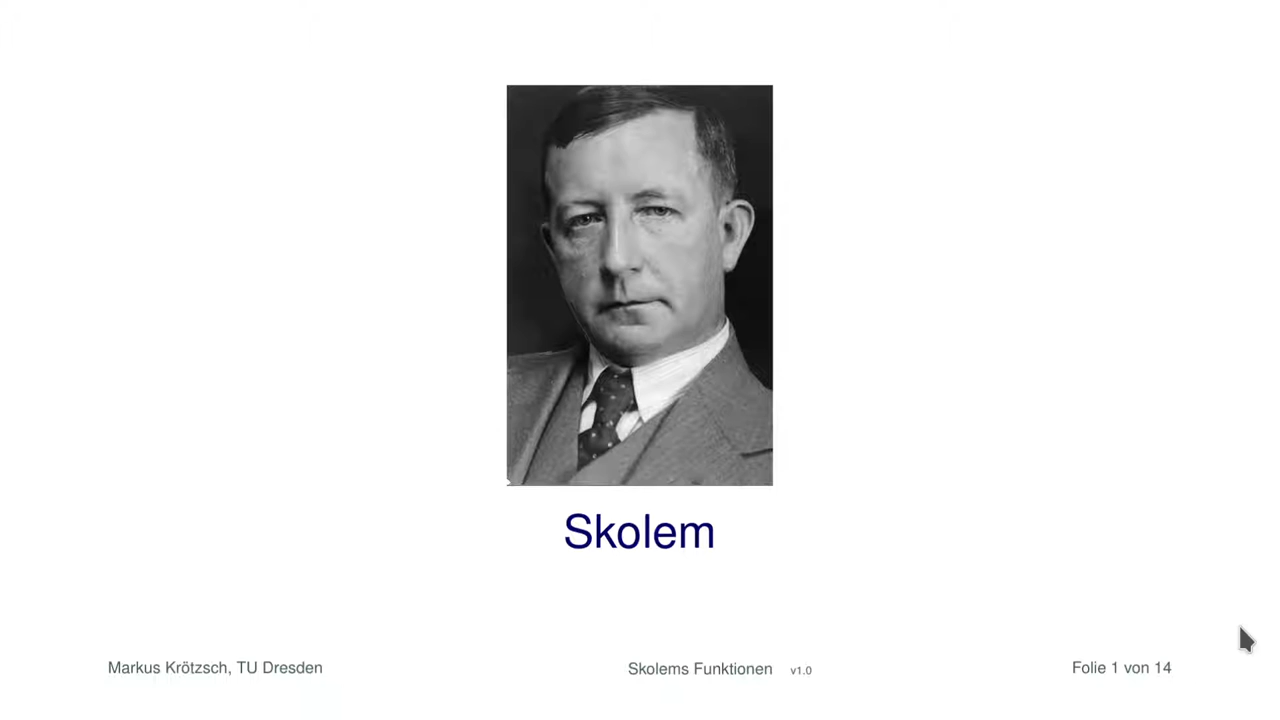 Skolem
Markus Krötzsch, TU Dresden
Skolems Funktionen v1.0
Folie 1 von 14